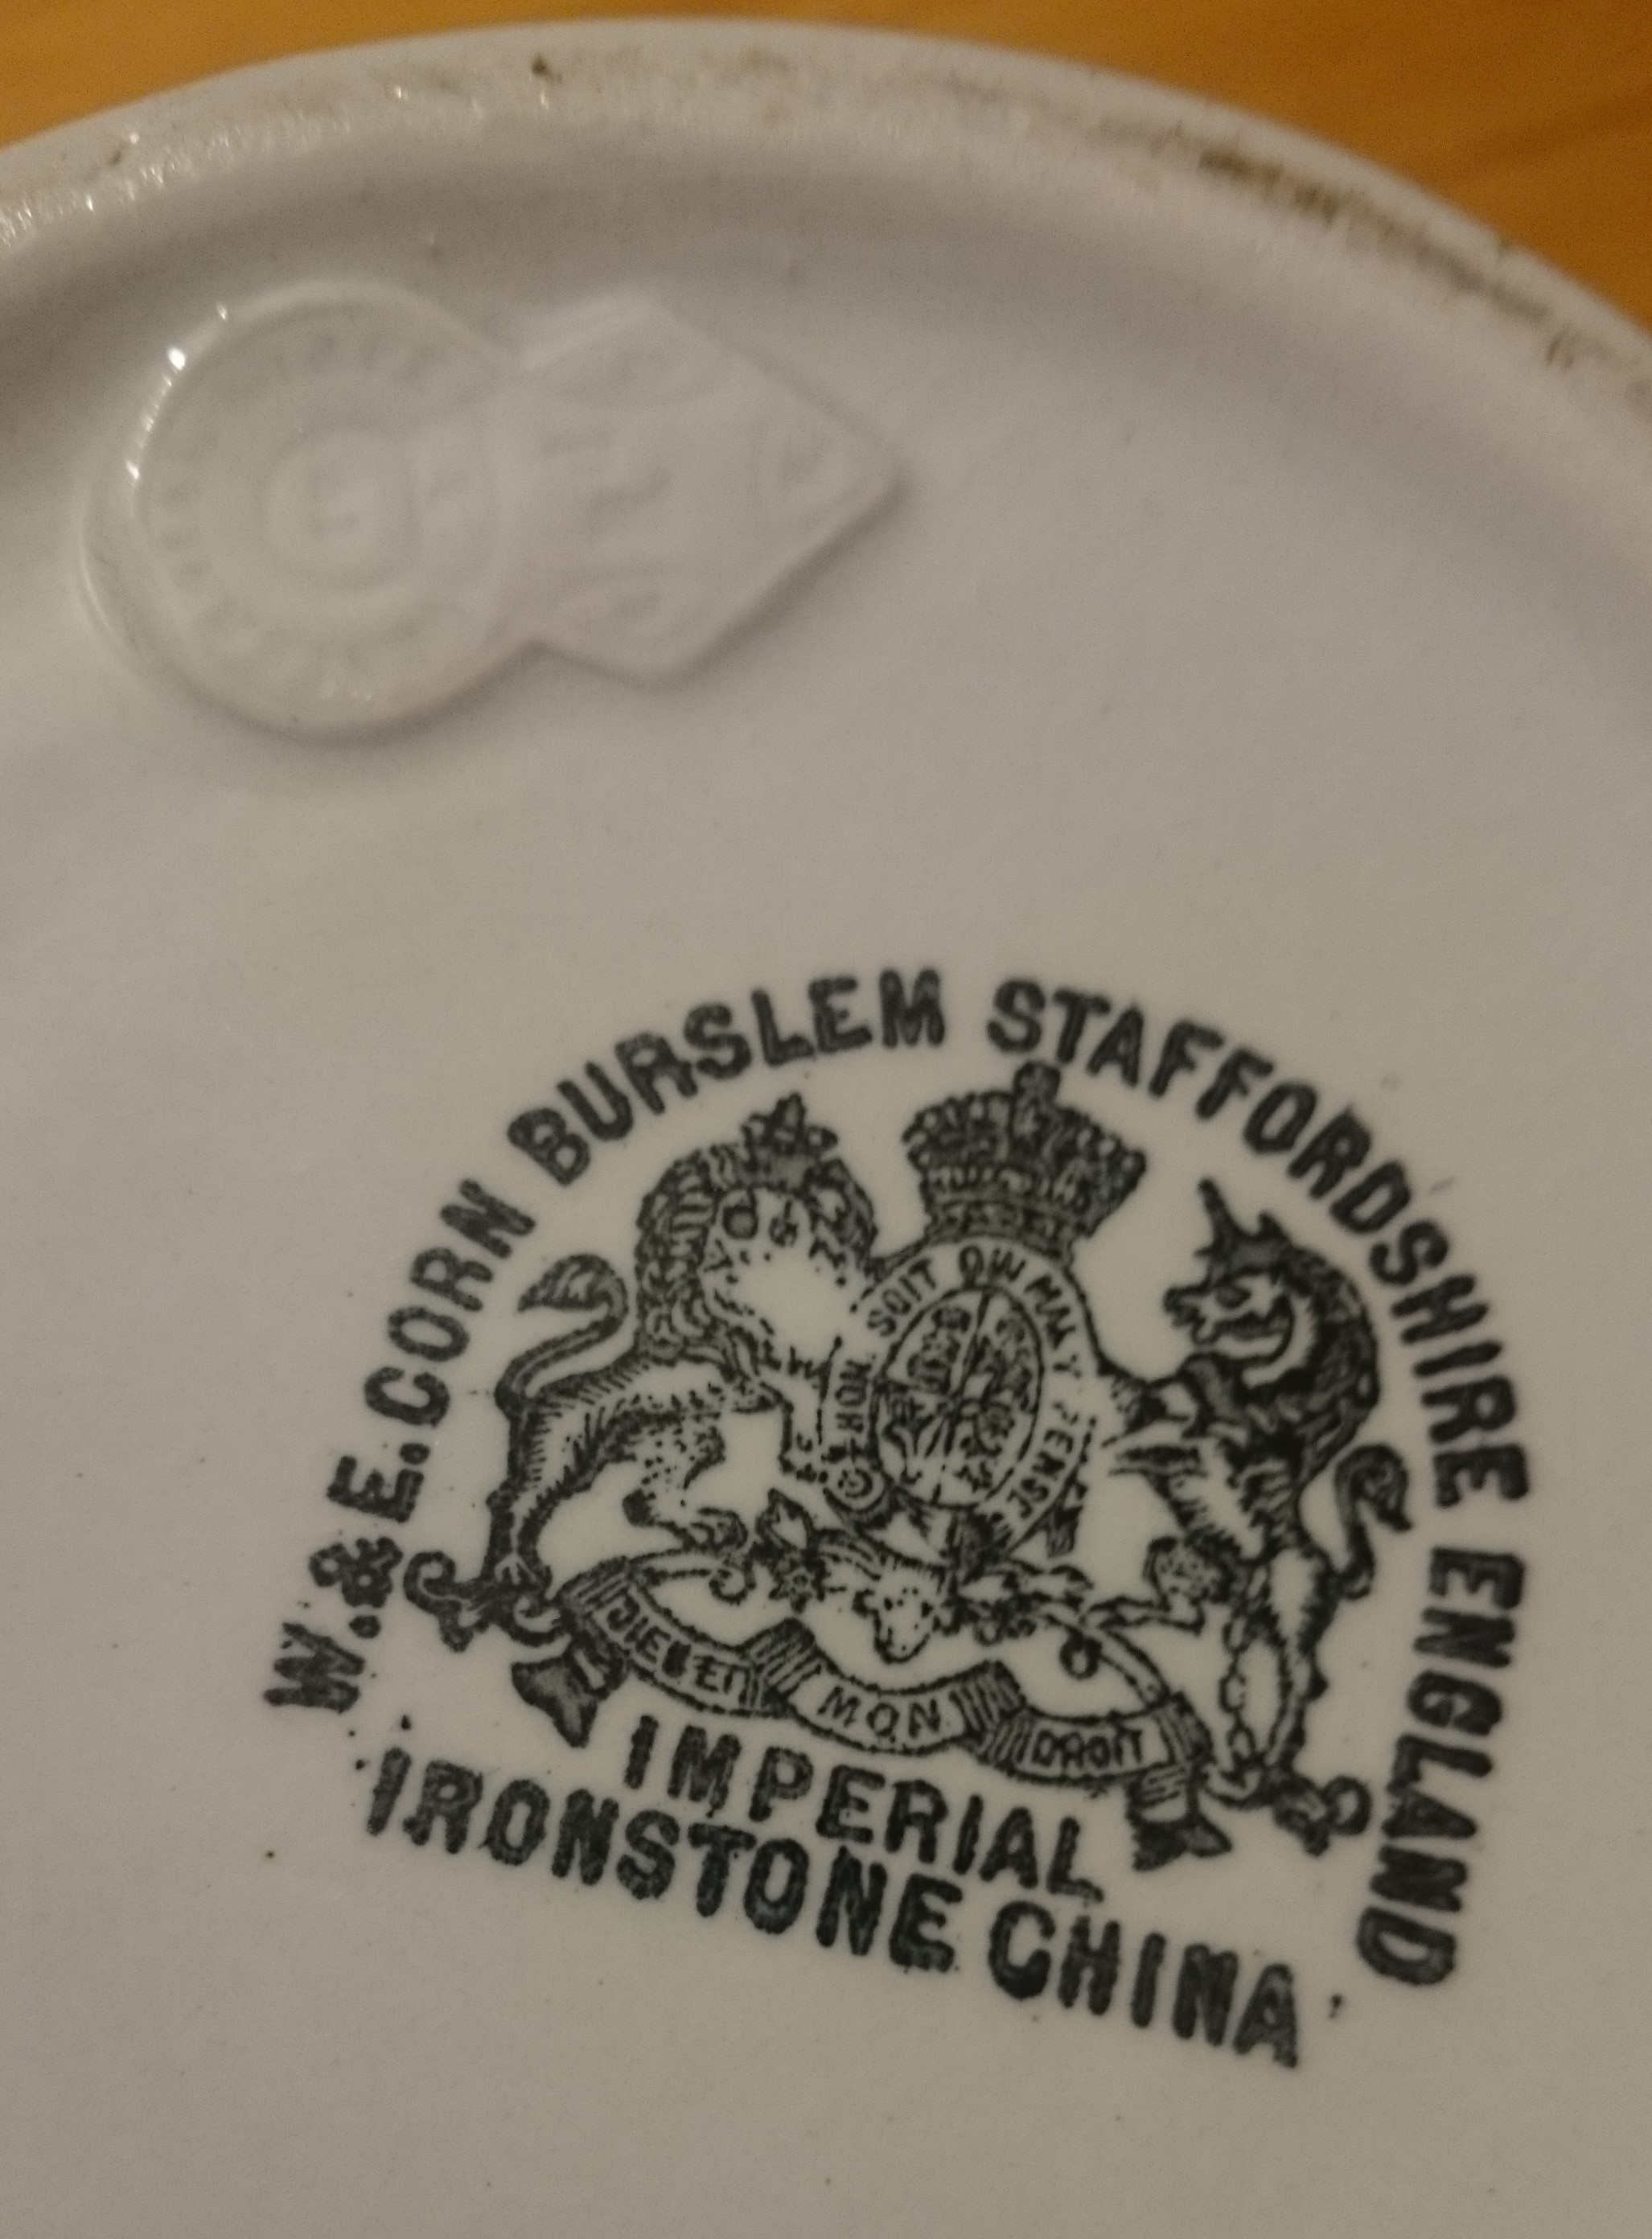 W. & E. CORN BURSLEM STAFFORDSHIRE ENGLAND
SOIT QUI MAL Y PENSE
DIEU ET MON DROIT
IMPERIAL
IRONSTONE CHINA